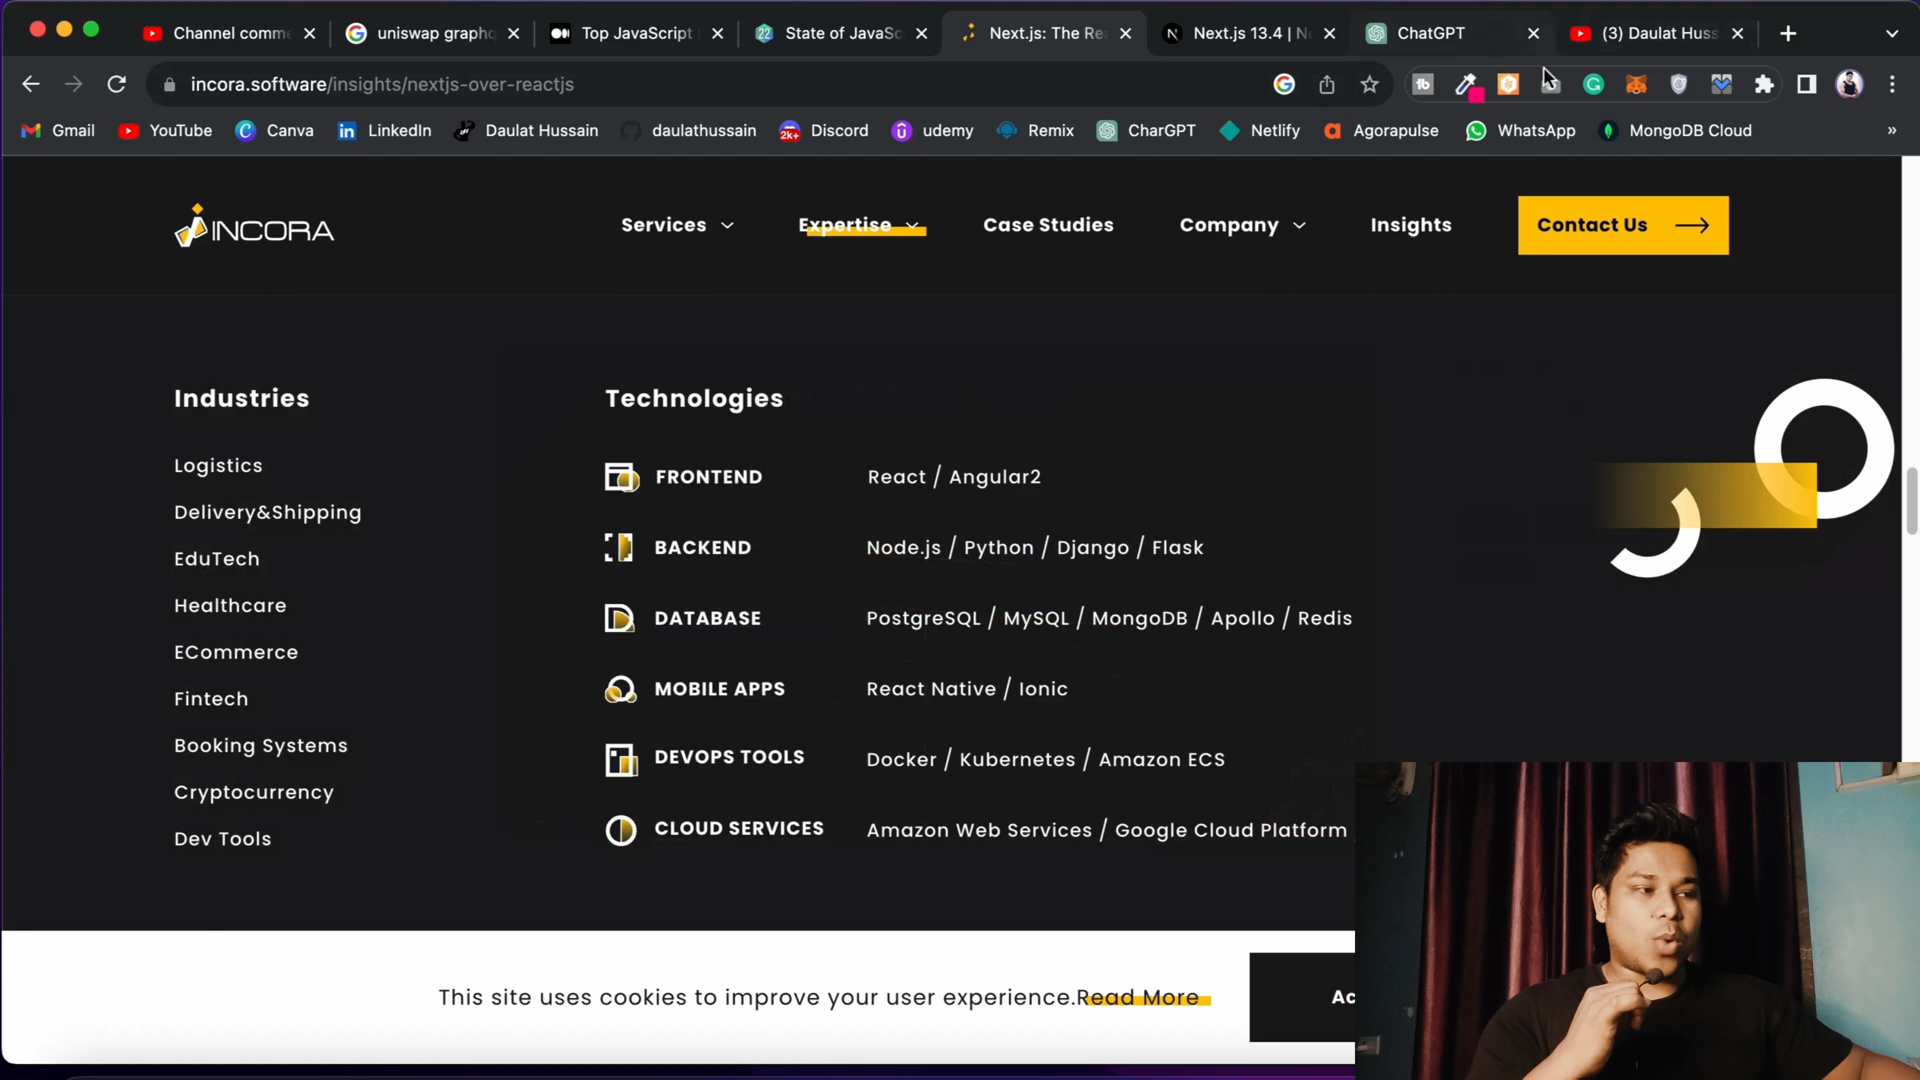 Channel comme
uniswap graphq
Top JavaScript
State of JavaSc
Next.js: The Re
Next.js 13.4 | N
ChatGPT
(3) Daulat Huss
incora.software/insights/nextjs-over-reactjs
Gmail
YouTube
Canva
LinkedIn
Daulat Hussain
daulathussain
Discord
udemy
Remix
CharGPT
Netlify
Agorapulse
WhatsApp
MongoDB Cloud
INCORA
Services
Expertise
Case Studies
Company
Insights
Contact Us
Industries
Logistics
Delivery&Shipping
EduTech
Healthcare
ECommerce
Fintech
Booking Systems
Cryptocurrency
Dev Tools
Technologies
FRONTEND React / Angular2
BACKEND Node.js / Python / Django / Flask
DATABASE PostgreSQL / MySQL / MongoDB / Apollo / Redis
MOBILE APPS React Native / Ionic
DEVOPS TOOLS Docker / Kubernetes / Amazon ECS
CLOUD SERVICES Amazon Web Services / Google Cloud Platform
This site uses cookies to improve your user experience.Read More